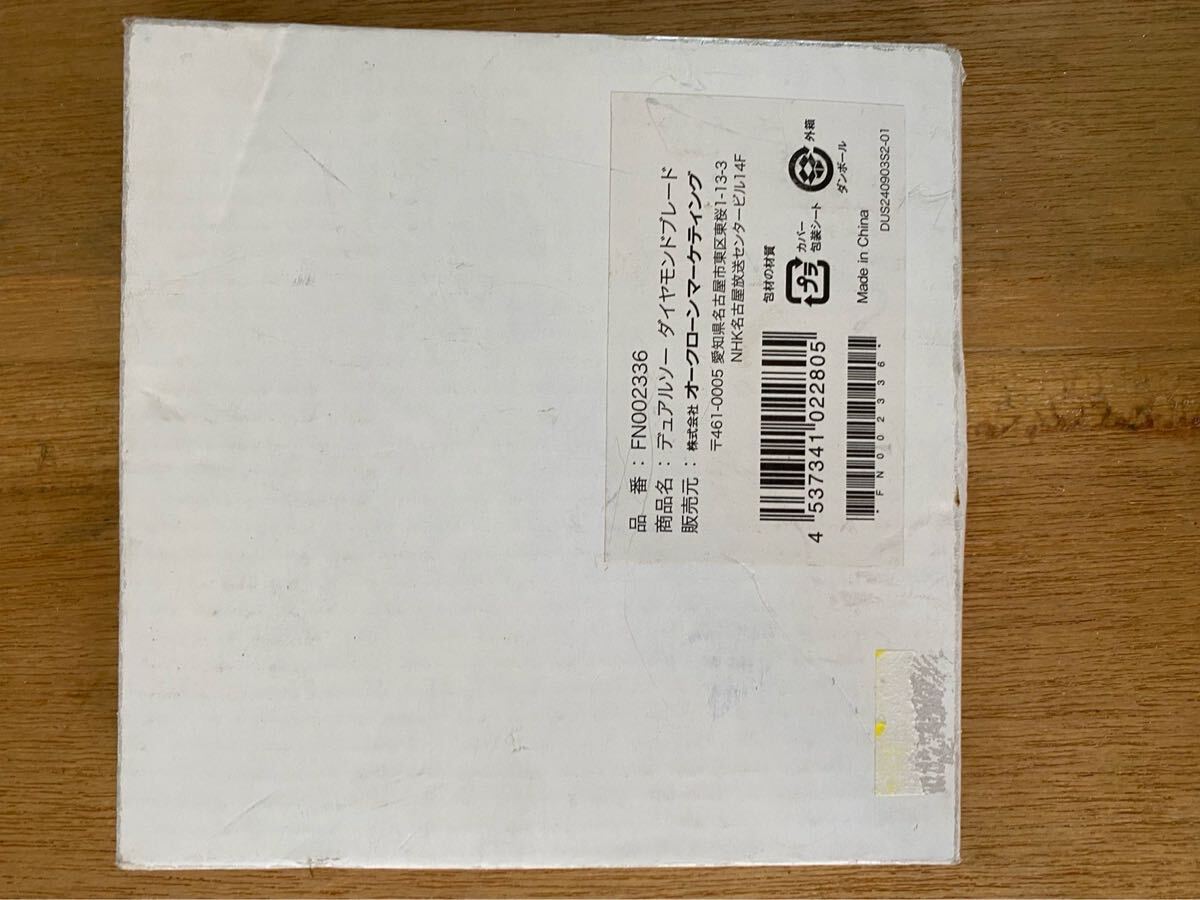 品 番：FN002336
商品名：デュアルソー ダイヤモンドブレード
販売元：株式会社 オークローンマーケティング
〒461-0005 愛知県名古屋市東区東桜1-13-3
NHK名古屋放送センタービル14F
包材の材質
プラ
カバー
包装シート
外箱
ダンボール
4 537341 022805
Made in China
*FN002336*
DUS240903S2-01